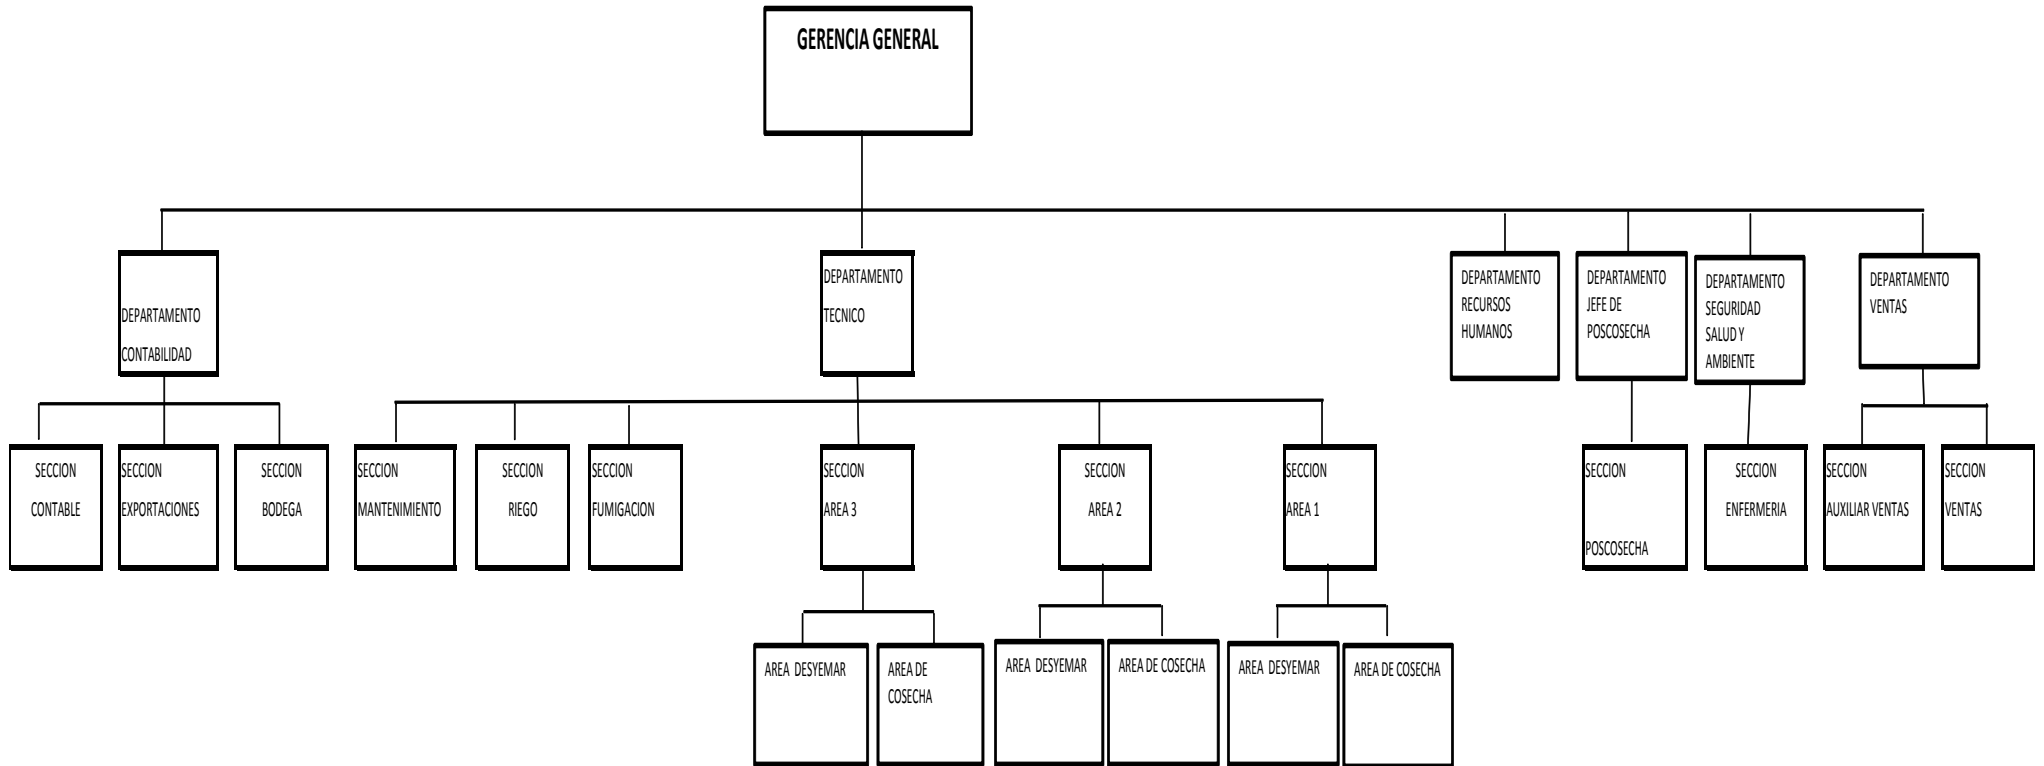 GERENCIA GENERAL
DEPARTAMENTO
CONTABILIDAD
DEPARTAMENTO
TECNICO
DEPARTAMENTO
RECURSOS
HUMANOS
DEPARTAMENTO
JEFE DE
POSCOSECHA
DEPARTAMENTO
SEGURIDAD
SALUD Y
AMBIENTE
DEPARTAMENTO
VENTAS
SECCION
CONTABLE
SECCION
EXPORTACIONES
SECCION
BODEGA
SECCION
MANTENIMIENTO
SECCION
RIEGO
SECCION
FUMIGACION
SECCION
AREA 3
SECCION
AREA 2
SECCION
AREA 1
SECCION
POSCOSECHA
SECCION
ENFERMERIA
SECCION
AUXILIAR VENTAS
SECCION
VENTAS
AREA DESYEMAR
AREA DE
COSECHA
AREA DESYEMAR
AREA DE COSECHA
AREA DESYEMAR
AREA DE COSECHA